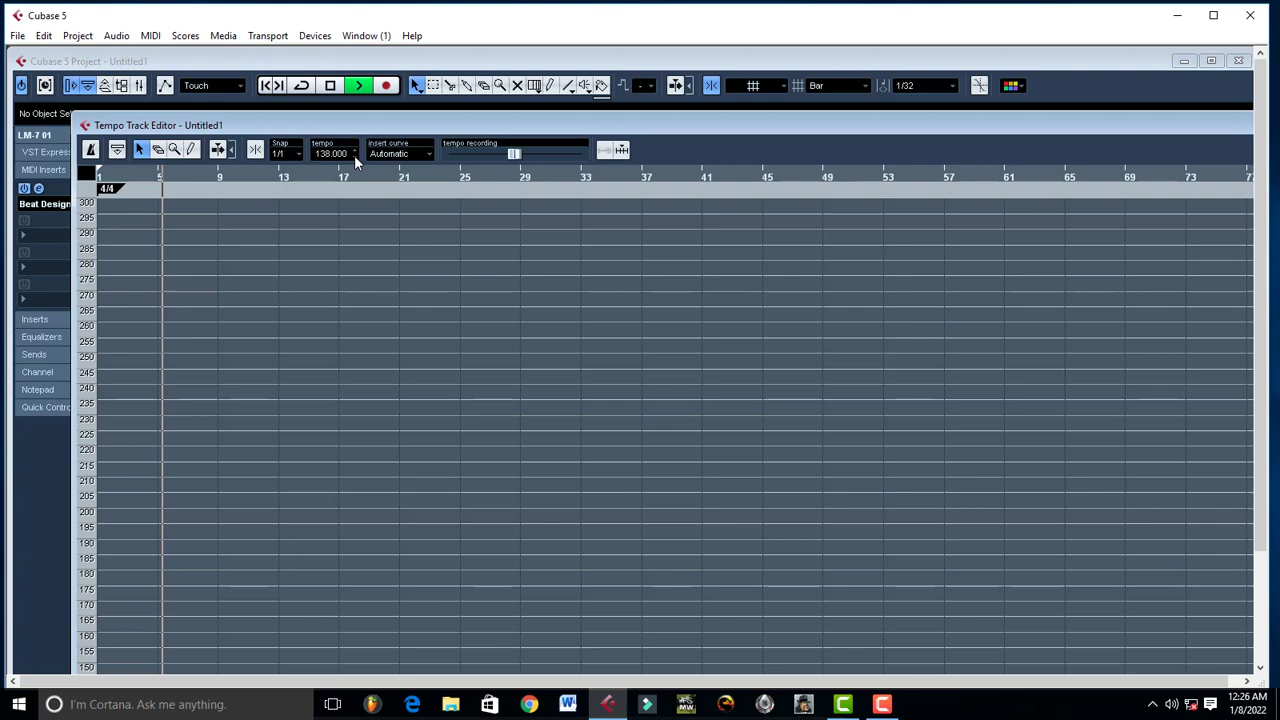 Cubase 5
File Edit Project Audio MIDI Scores Media Transport Devices Window (1) Help
Cubase 5 Project - Untitled1
Touch - Bar 1/32
No Object Sel
Tempo Track Editor - Untitled1
LM-7 01
Snap tempo insert curve tempo recording
1/1 138.000 Automatic
VST Express
MIDI Inserts
1 5 9 13 17 21 25 29 33 37 41 45 49 53 57 61 65 69 73 77
4/4
e
Beat Design
Inserts
Equalizers
Sends
Channel
Notepad
Quick Contro
300
295
290
285
280
275
270
265
260
255
250
245
240
235
230
225
220
215
210
205
200
195
190
185
180
175
170
165
160
155
150
I'm Cortana. Ask me anything.
W
MW
12:26 AM
1/8/2022